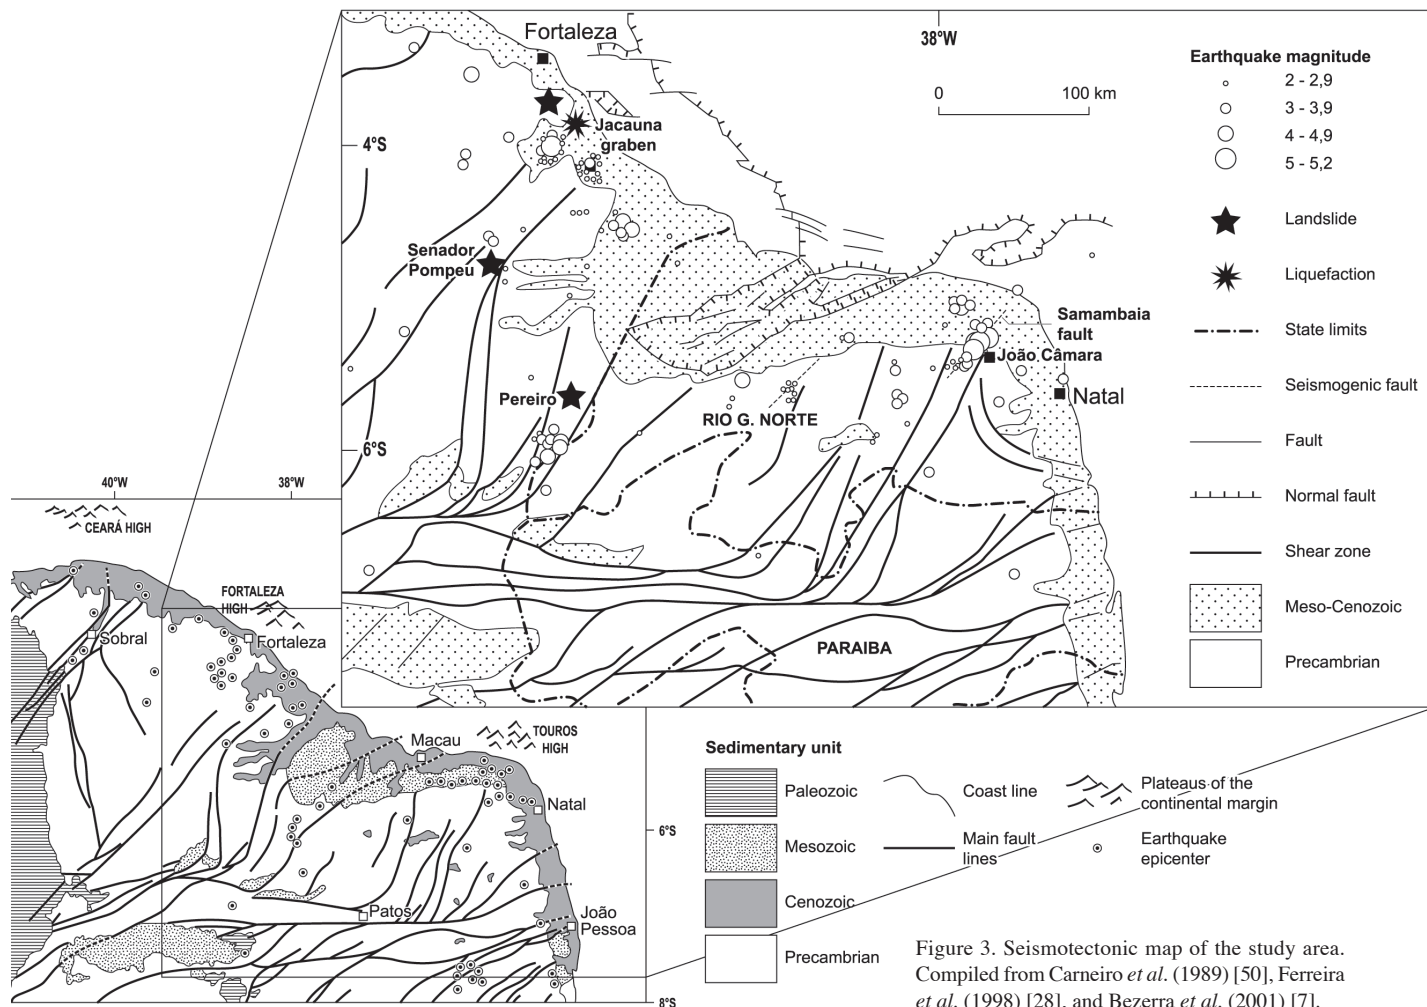 Fortaleza
38°W
0 100 km
Jacauna
graben
4°S
Senador
Pompeu
Samambaia
fault
João Câmara
Pereiro
Natal
RIO G. NORTE
6°S
PARAIBA
Earthquake magnitude
2 - 2,9
3 - 3,9
4 - 4,9
5 - 5,2
Landslide
Liquefaction
State limits
Seismogenic fault
Fault
Normal fault
Shear zone
Meso-Cenozoic
Precambrian
40°W
38°W
CEARÁ HIGH
FORTALEZA
HIGH
Sobral
Fortaleza
TOUROS
HIGH
Macau
Natal
6°S
Patos
João
Pessoa
8°S
Sedimentary unit
Paleozoic
Mesozoic
Cenozoic
Precambrian
Coast line
Main fault
lines
Plateaus of the
continental margin
Earthquake
epicenter
Figure 3. Seismotectonic map of the study area.
Compiled from Carneiro et al. (1989) [50], Ferreira
et al. (1998) [28], and Bezerra et al. (2001) [7].